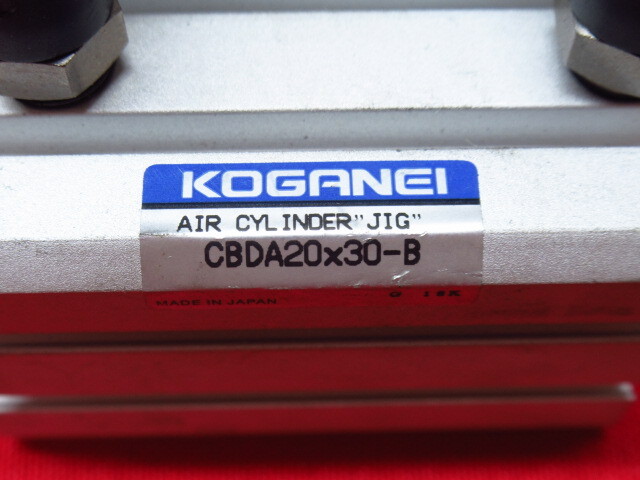 KOGANEI
AIR CYLINDER"JIG"
CBDA20x30-B
MADE IN JAPAN